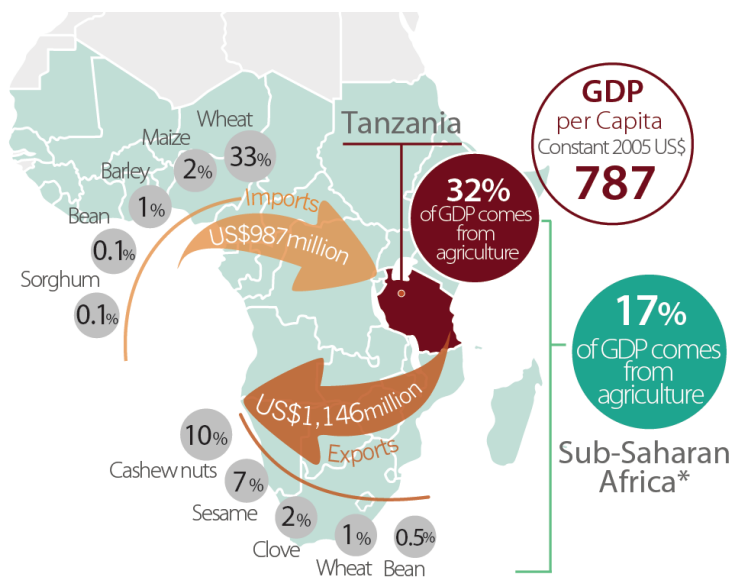 GDP
per Capita
Constant 2005 US$
787
Tanzania
32%
of GDP comes
from
agriculture
Wheat
33%
Maize
2%
Barley
1%
Bean
0.1%
Sorghum
0.1%
Imports
US$987million
17%
of GDP comes
from
agriculture
Sub-Saharan
Africa*
US$1,146million
Exports
10%
Cashew nuts
7%
Sesame
2%
Clove
1%
Wheat
0.5%
Bean